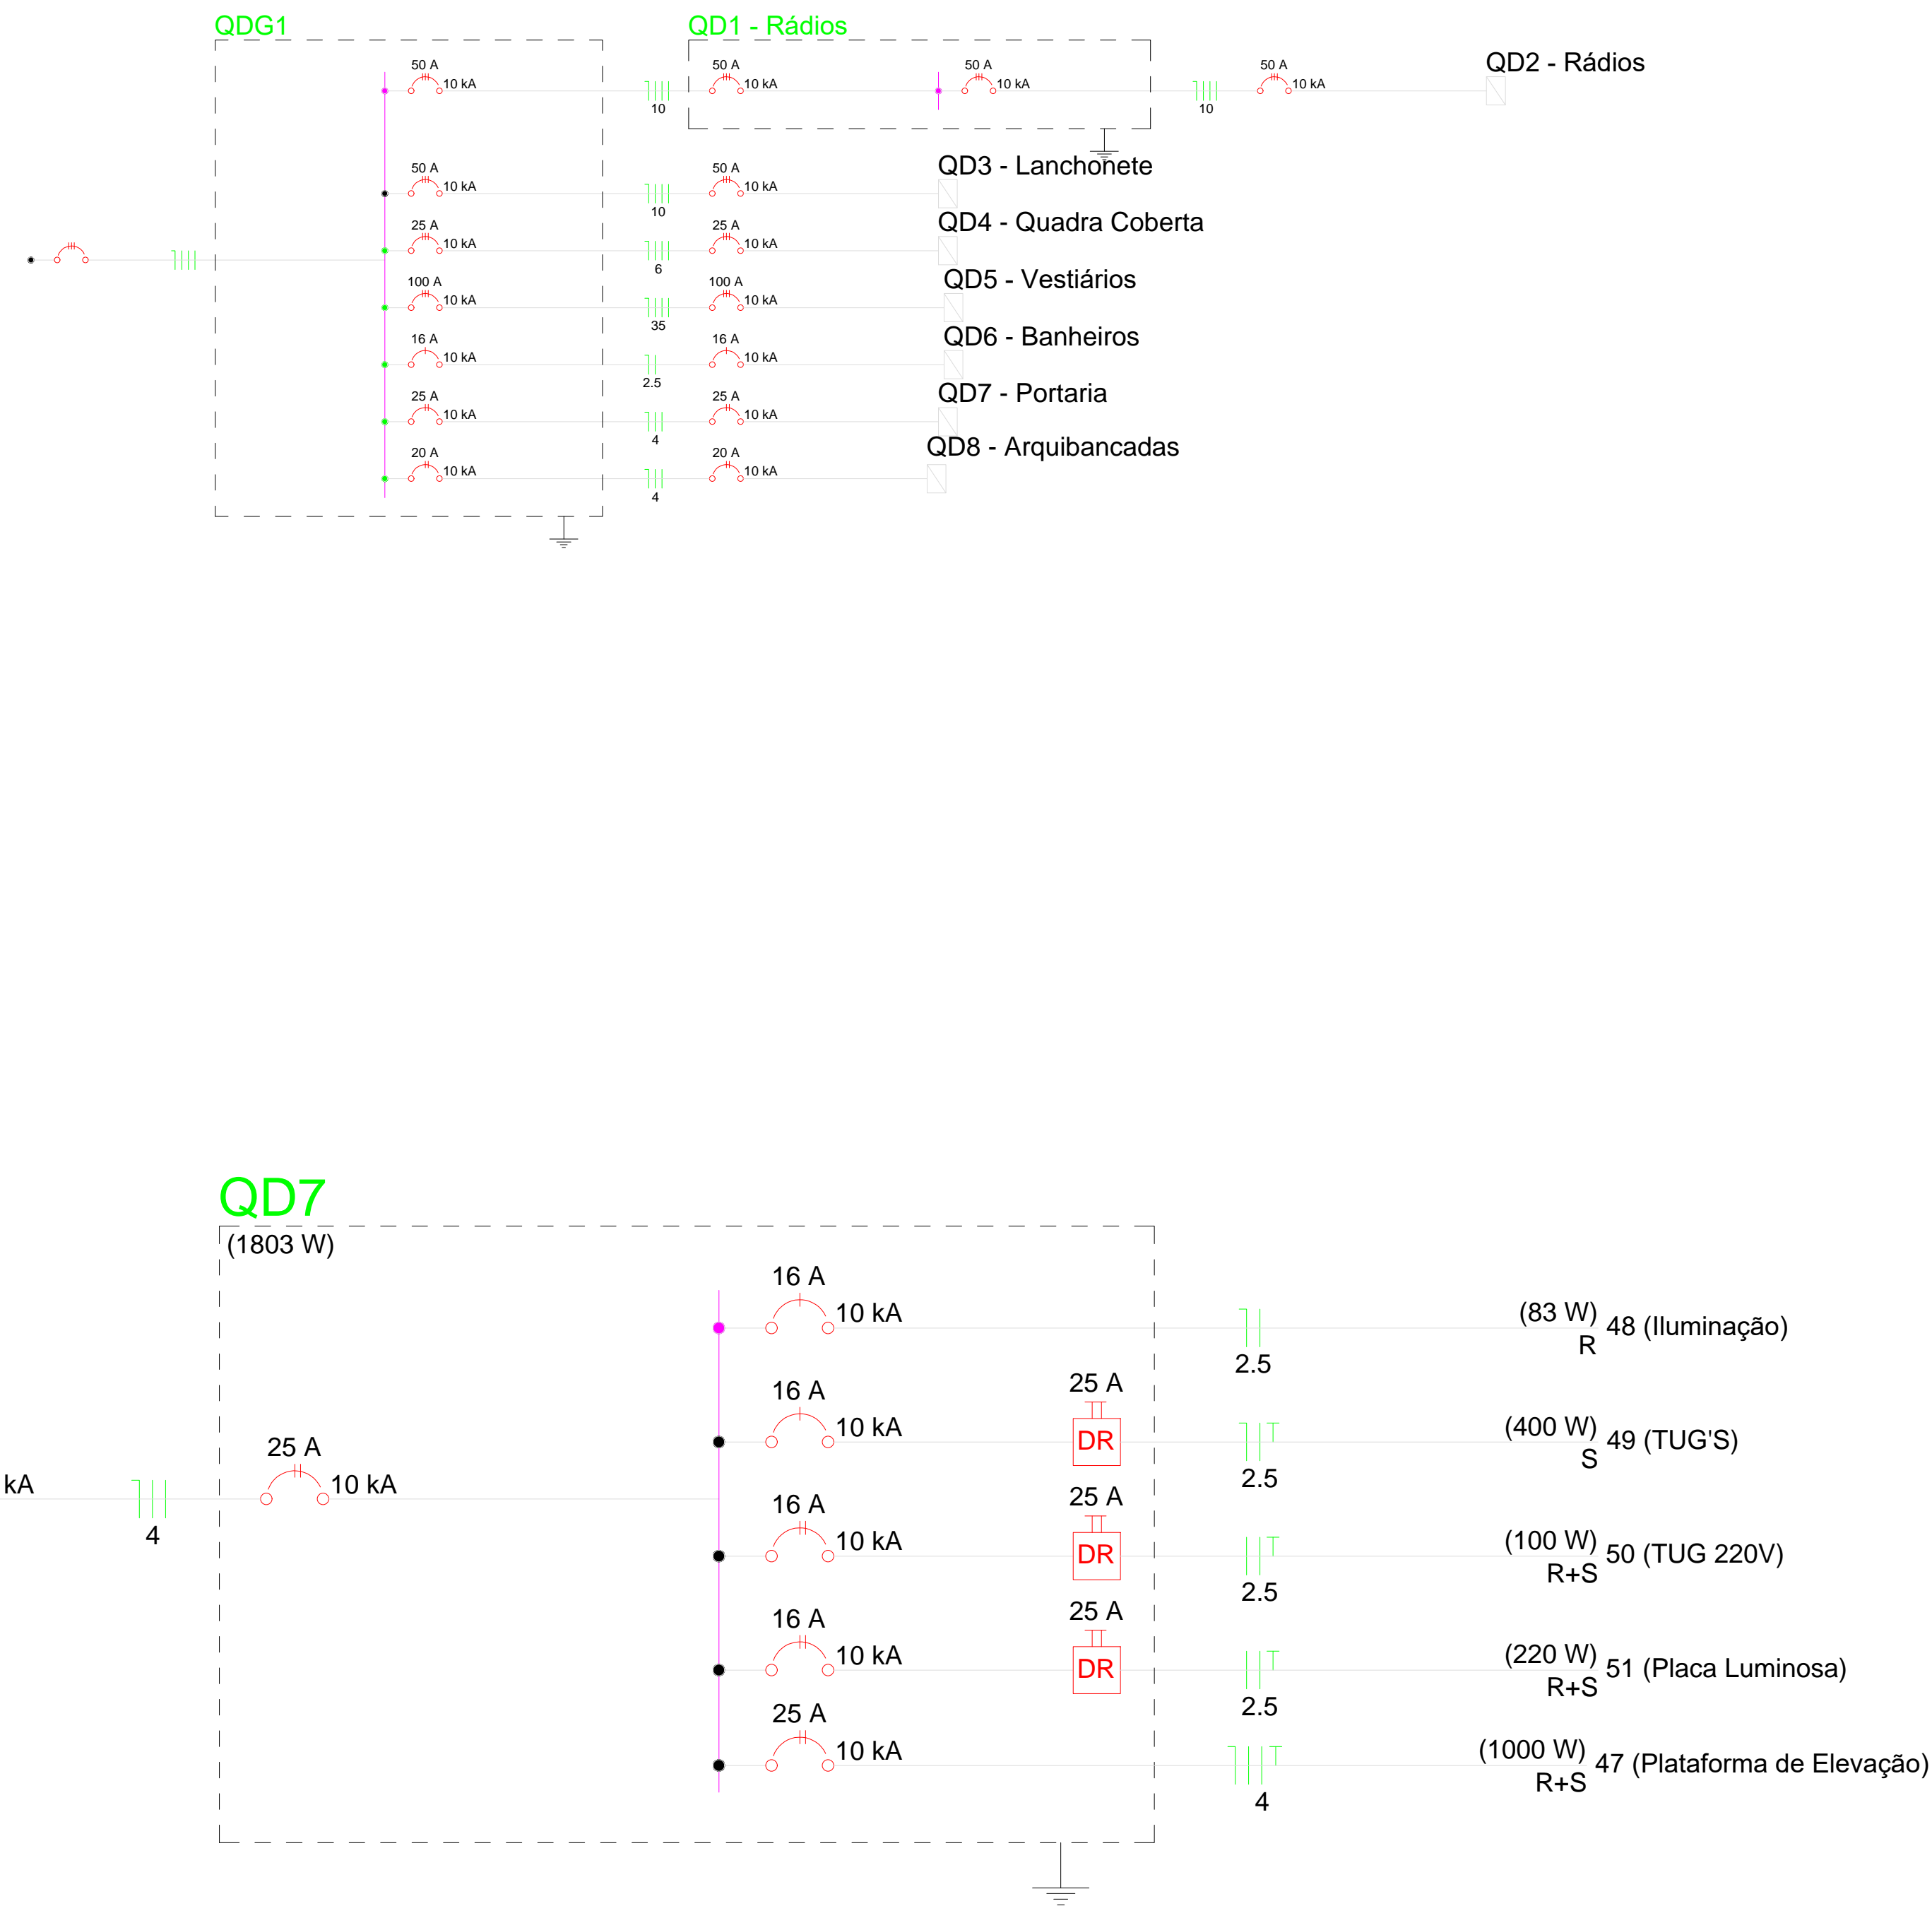 QDG1
QD1 - Rádios
50 A
10 kA
10
50 A
10 kA
50 A
10 kA
10
50 A
10 kA
QD2 - Rádios
50 A
10 kA
10
50 A
10 kA
QD3 - Lanchonete
25 A
10 kA
6
25 A
10 kA
QD4 - Quadra Coberta
100 A
10 kA
35
100 A
10 kA
QD5 - Vestiários
16 A
10 kA
2.5
16 A
10 kA
QD6 - Banheiros
25 A
10 kA
4
25 A
10 kA
QD7 - Portaria
20 A
10 kA
4
20 A
10 kA
QD8 - Arquibancadas
QD7
(1803 W)
kA
4
25 A
10 kA
16 A
10 kA
2.5
(83 W)
R
48 (Iluminação)
16 A
10 kA
25 A
DR
2.5
(400 W)
S
49 (TUG'S)
16 A
10 kA
25 A
DR
2.5
(100 W)
R+S
50 (TUG 220V)
16 A
10 kA
25 A
DR
2.5
(220 W)
R+S
51 (Placa Luminosa)
25 A
10 kA
4
(1000 W)
R+S
47 (Plataforma de Elevação)